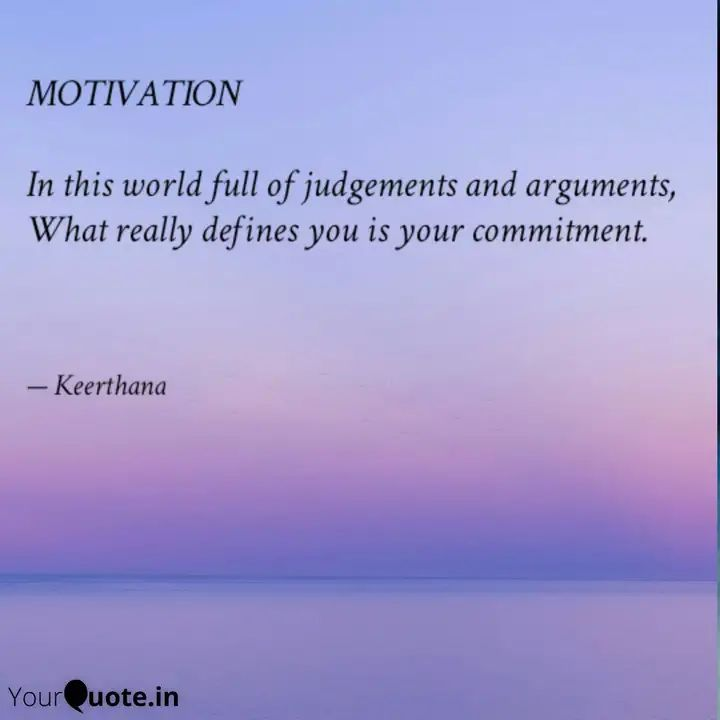 MOTIVATION
In this world full of judgements and arguments,
What really defines you is your commitment.
— Keerthana
YourQuote.in